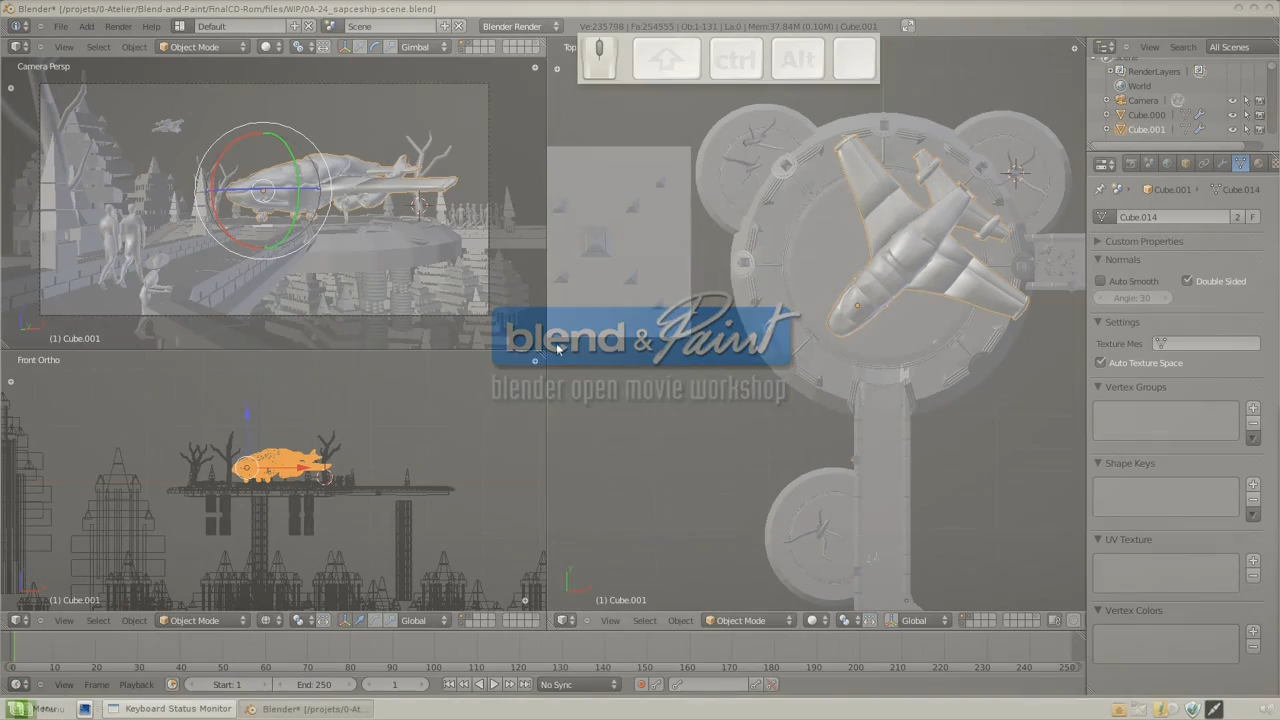 Blender* [/projets/0-Atelier/Blend-and-Paint/FinalCD-Rom/files/WIP/0A-24_sapceship-scene.blend]
File Add Render Help Default Scene Blender Render Ve:235798 | Fa:254555 | Ob:1-131 | La:0 | Mem:37.84M (0.10M) | Cube.001
View Select Object Object Mode Gimbal Top View Search All Scenes
ctrl Alt
Camera Persp
RenderLayers
World
Camera
Cube.000
Cube.001
Cube.001 Cube.014
Cube.014 2 F
Custom Properties
Normals
Auto Smooth Double Sided
Angle: 30
Settings
Texture Mes
Auto Texture Space
Vertex Groups
Shape Keys
UV Texture
Vertex Colors
blend & Paint
blender open movie workshop
(1) Cube.001
Front Ortho
(1) Cube.001
(1) Cube.001
View Select Object Object Mode Global
View Select Object Object Mode Global
0 10 20 30 40 50 60 70 80 90 100 110 120 130 140 150 160 170 180 190 200 210 220 230 240 250
View Frame Playback Start: 1 End: 250 1 No Sync
Menu Keyboard Status Monitor Blender* [/projets/0-At...